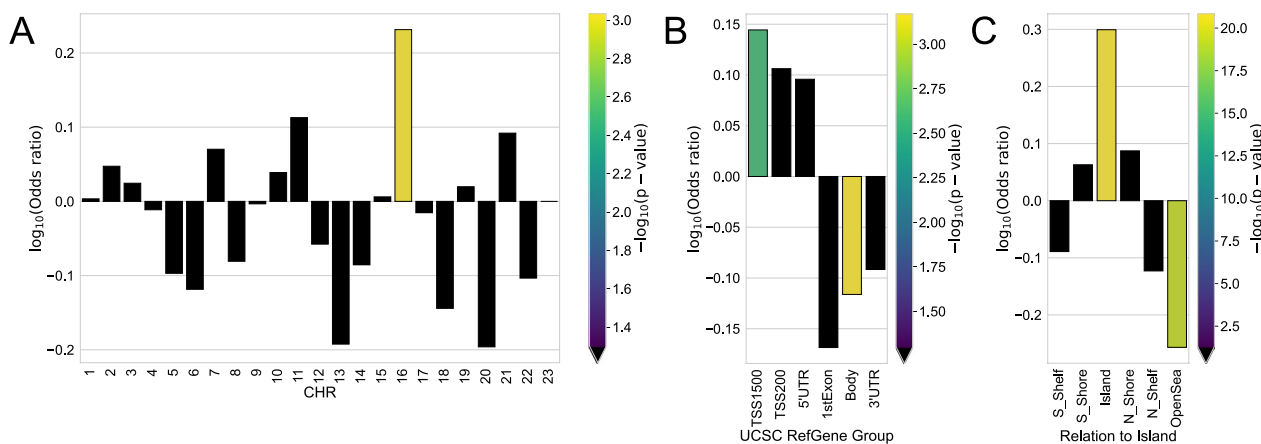 A
log₁₀(Odds ratio)
0.2
0.1
0.0
−0.1
−0.2
1
2
3
4
5
6
7
8
9
10
11
12
13
14
15
16
17
18
19
20
21
22
23
CHR
3.0
2.8
2.6
2.4
2.2
2.0
1.8
1.6
1.4
−log₁₀(p − value)
B
log₁₀(Odds ratio)
0.15
0.10
0.05
0.00
−0.05
−0.10
−0.15
TSS1500
TSS200
5'UTR
1stExon
Body
3'UTR
UCSC RefGene Group
3.00
2.75
2.50
2.25
2.00
1.75
1.50
−log₁₀(p − value)
C
log₁₀(Odds ratio)
0.3
0.2
0.1
0.0
−0.1
−0.2
S_Shelf
S_Shore
Island
N_Shore
N_Shelf
OpenSea
Relation to Island
20.0
17.5
15.0
12.5
10.0
7.5
5.0
2.5
−log₁₀(p − value)